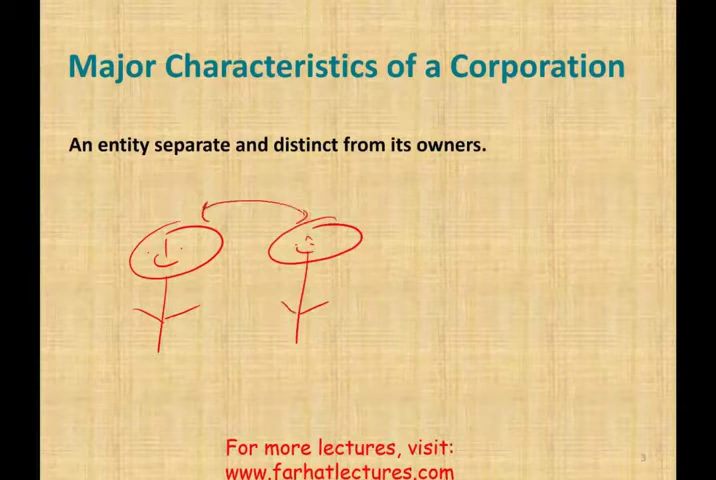 Major Characteristics of a Corporation
An entity separate and distinct from its owners.
For more lectures, visit:
www.farhatlectures.com
3